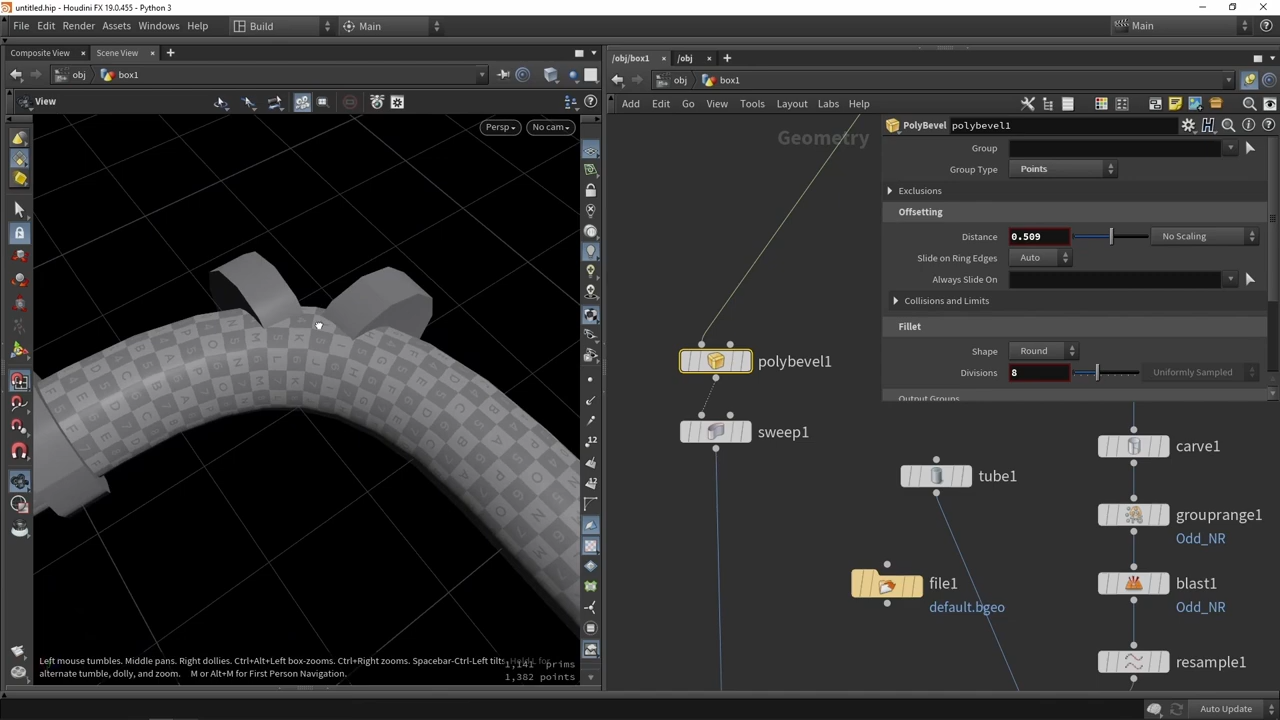 untitled.hip - Houdini FX 19.0.455 - Python 3
File Edit Render Assets Windows Help
Build
Main
Main
Composite View
Scene View
/obj/box1
/obj
obj
box1
obj
box1
View
Add Edit Go View Tools Layout Labs Help
Persp
No cam
Geometry
PolyBevel polybevel1
Group
Group Type Points
Exclusions
Offsetting
Distance 0.509 No Scaling
Slide on Ring Edges Auto
Always Slide On
Collisions and Limits
Fillet
Shape Round
Divisions 8 Uniformly Sampled
Output Groups
polybevel1
sweep1
tube1
file1
default.bgeo
carve1
grouprange1
Odd_NR
blast1
Odd_NR
resample1
12
12
Left mouse tumbles. Middle pans. Right dollies. Ctrl+Alt+Left box-zooms. Ctrl+Right zooms. Spacebar-Ctrl-Left tilts.
alternate tumble, dolly, and zoom. M or Alt+M for First Person Navigation.
1,141 prims
1,382 points
Auto Update